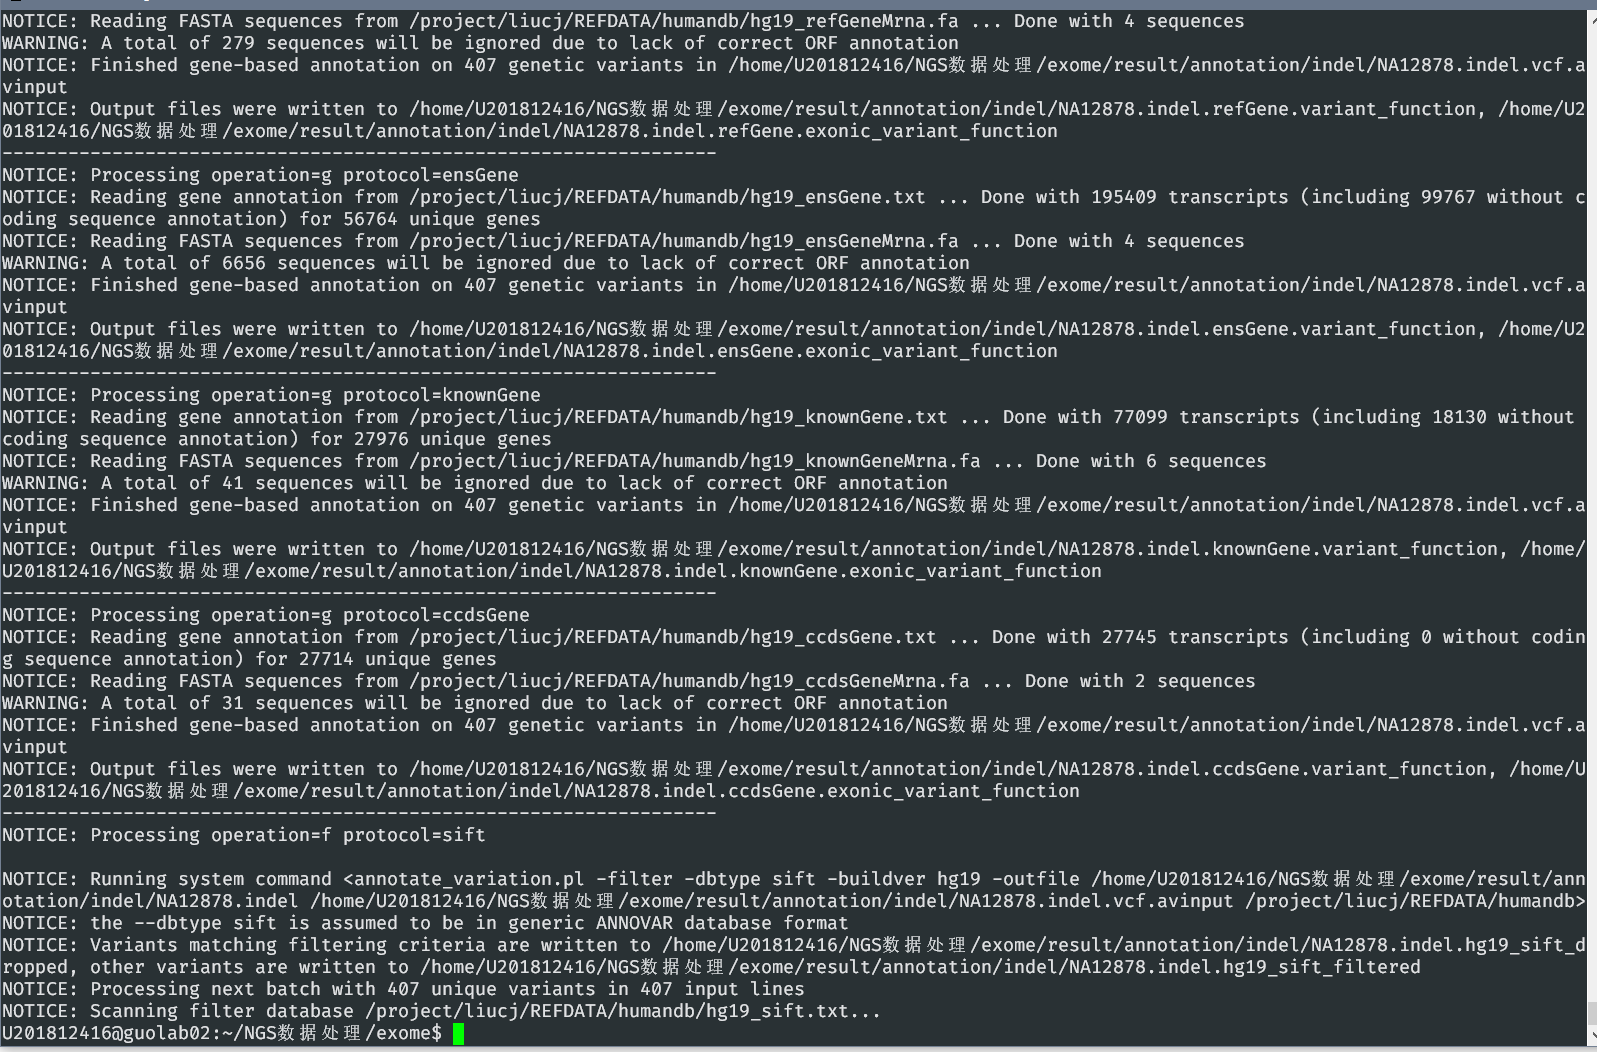 NOTICE: Reading FASTA sequences from /project/liucj/REFDATA/humandb/hg19_refGeneMrna.fa ... Done with 4 sequences
WARNING: A total of 279 sequences will be ignored due to lack of correct ORF annotation
NOTICE: Finished gene-based annotation on 407 genetic variants in /home/U201812416/NGS数据处理/exome/result/annotation/indel/NA12878.indel.vcf.a
vinput
NOTICE: Output files were written to /home/U201812416/NGS数据处理/exome/result/annotation/indel/NA12878.indel.refGene.variant_function, /home/U2
01812416/NGS数据处理/exome/result/annotation/indel/NA12878.indel.refGene.exonic_variant_function
-----------------------------------------------------------------
NOTICE: Processing operation=g protocol=ensGene
NOTICE: Reading gene annotation from /project/liucj/REFDATA/humandb/hg19_ensGene.txt ... Done with 195409 transcripts (including 99767 without c
oding sequence annotation) for 56764 unique genes
NOTICE: Reading FASTA sequences from /project/liucj/REFDATA/humandb/hg19_ensGeneMrna.fa ... Done with 4 sequences
WARNING: A total of 6656 sequences will be ignored due to lack of correct ORF annotation
NOTICE: Finished gene-based annotation on 407 genetic variants in /home/U201812416/NGS数据处理/exome/result/annotation/indel/NA12878.indel.vcf.a
vinput
NOTICE: Output files were written to /home/U201812416/NGS数据处理/exome/result/annotation/indel/NA12878.indel.ensGene.variant_function, /home/U2
01812416/NGS数据处理/exome/result/annotation/indel/NA12878.indel.ensGene.exonic_variant_function
-----------------------------------------------------------------
NOTICE: Processing operation=g protocol=knownGene
NOTICE: Reading gene annotation from /project/liucj/REFDATA/humandb/hg19_knownGene.txt ... Done with 77099 transcripts (including 18130 without
coding sequence annotation) for 27976 unique genes
NOTICE: Reading FASTA sequences from /project/liucj/REFDATA/humandb/hg19_knownGeneMrna.fa ... Done with 6 sequences
WARNING: A total of 41 sequences will be ignored due to lack of correct ORF annotation
NOTICE: Finished gene-based annotation on 407 genetic variants in /home/U201812416/NGS数据处理/exome/result/annotation/indel/NA12878.indel.vcf.a
vinput
NOTICE: Output files were written to /home/U201812416/NGS数据处理/exome/result/annotation/indel/NA12878.indel.knownGene.variant_function, /home/
U201812416/NGS数据处理/exome/result/annotation/indel/NA12878.indel.knownGene.exonic_variant_function
-----------------------------------------------------------------
NOTICE: Processing operation=g protocol=ccdsGene
NOTICE: Reading gene annotation from /project/liucj/REFDATA/humandb/hg19_ccdsGene.txt ... Done with 27745 transcripts (including 0 without codin
g sequence annotation) for 27714 unique genes
NOTICE: Reading FASTA sequences from /project/liucj/REFDATA/humandb/hg19_ccdsGeneMrna.fa ... Done with 2 sequences
WARNING: A total of 31 sequences will be ignored due to lack of correct ORF annotation
NOTICE: Finished gene-based annotation on 407 genetic variants in /home/U201812416/NGS数据处理/exome/result/annotation/indel/NA12878.indel.vcf.a
vinput
NOTICE: Output files were written to /home/U201812416/NGS数据处理/exome/result/annotation/indel/NA12878.indel.ccdsGene.variant_function, /home/U
201812416/NGS数据处理/exome/result/annotation/indel/NA12878.indel.ccdsGene.exonic_variant_function
-----------------------------------------------------------------
NOTICE: Processing operation=f protocol=sift
NOTICE: Running system command <annotate_variation.pl -filter -dbtype sift -buildver hg19 -outfile /home/U201812416/NGS数据处理/exome/result/ann
otation/indel/NA12878.indel /home/U201812416/NGS数据处理/exome/result/annotation/indel/NA12878.indel.vcf.avinput /project/liucj/REFDATA/humandb>
NOTICE: the --dbtype sift is assumed to be in generic ANNOVAR database format
NOTICE: Variants matching filtering criteria are written to /home/U201812416/NGS数据处理/exome/result/annotation/indel/NA12878.indel.hg19_sift_d
ropped, other variants are written to /home/U201812416/NGS数据处理/exome/result/annotation/indel/NA12878.indel.hg19_sift_filtered
NOTICE: Processing next batch with 407 unique variants in 407 input lines
NOTICE: Scanning filter database /project/liucj/REFDATA/humandb/hg19_sift.txt...
U201812416@guolab02:~/NGS数据处理/exome$